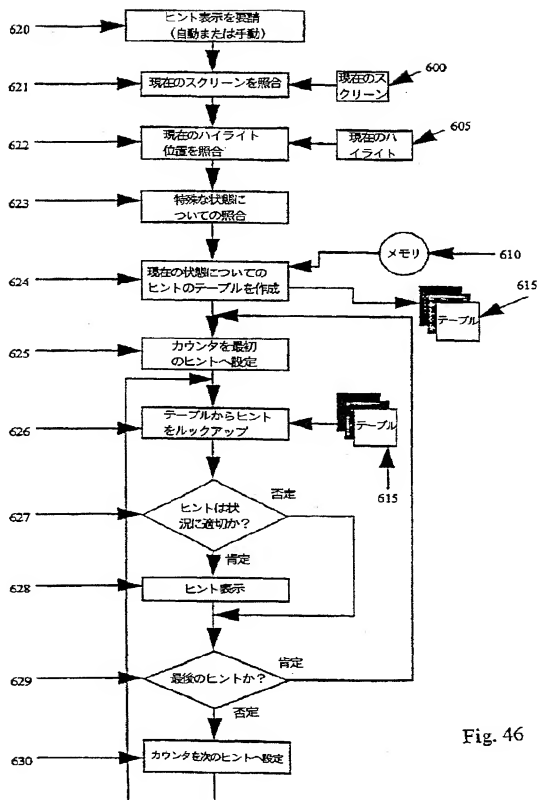 620
ヒント表示を要請
(自動または手動)
621
現在のスクリーンを照合
現在のス
クリーン
600
622
現在のハイライト
位置を照合
現在のハ
イライト
605
623
特殊な状態に
ついての照合
624
現在の状態についての
ヒントのテーブルを作成
メモリ
610
テーブル
615
625
カウンタを最初
のヒントへ設定
626
テーブルからヒント
をルックアップ
テーブル
615
627
ヒントは状
況に適切か?
否定
肯定
628
ヒント表示
629
最後のヒントか?
肯定
否定
630
カウンタを次のヒントへ設定
Fig. 46